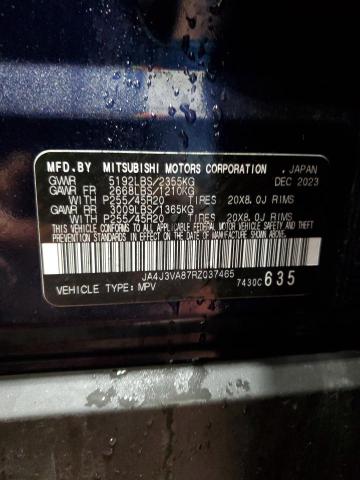 MFD.BY MITSUBISHI MOTORS CORPORATION , JAPAN
GVWR 5192LBS/2355KG DEC 2023
GAWR FR 2668LBS/1210KG
WITH P255/45R20 TIRES 20X8.0J RIMS
GAWR RR 3009LBS/1365KG
WITH P255/45R20 TIRES 20X8.0J RIMS
THIS VEHICLE CONFORMS TO ALL APPLICABLE
FEDERAL MOTOR VEHICLE SAFETY
STANDARDS IN EFFECT ON THE DATE OF
MANUFACTURE SHOWN ABOVE.
JA4J3VA87RZ037465
VEHICLE TYPE: MPV 7430C 635